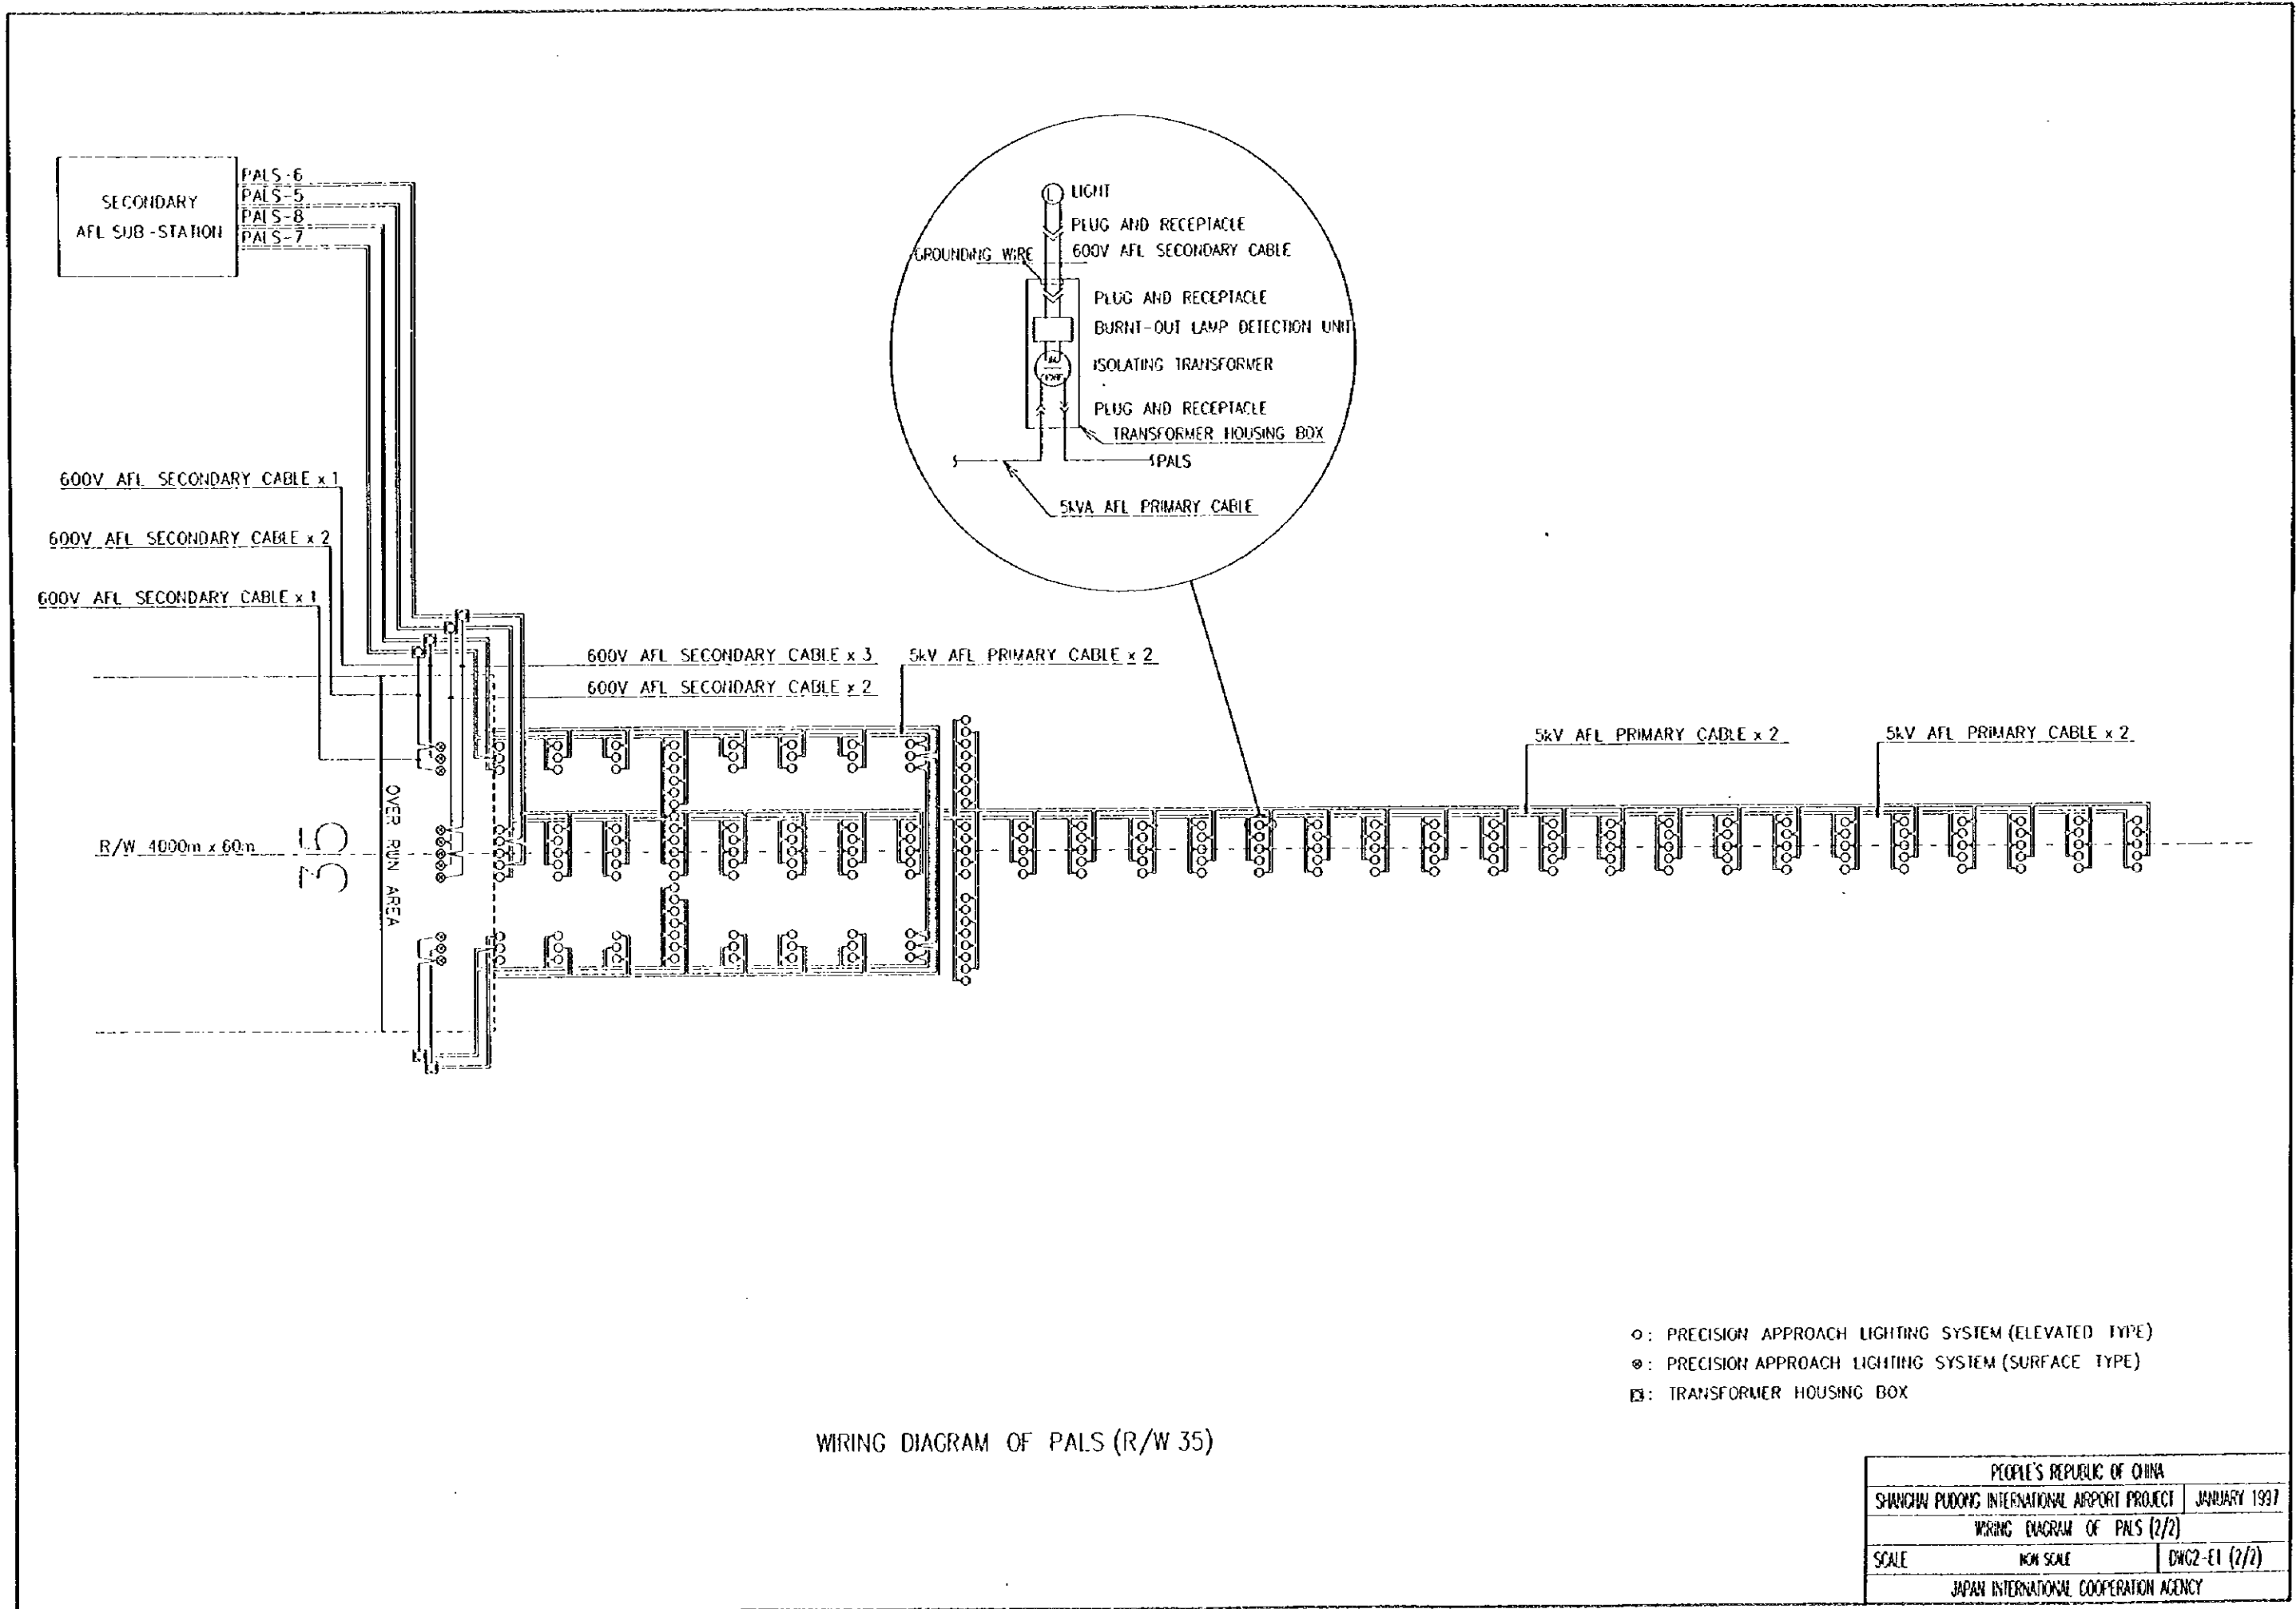 SECONDARY
AFL SUB-STATION
PALS-6
PALS-5
PALS-8
PALS-7
LIGHT
PLUG AND RECEPTACLE
GROUNDING WIRE
600V AFL SECONDARY CABLE
PLUG AND RECEPTACLE
BURNT-OUT LAMP DETECTION UNIT
ISOLATING TRANSFORMER
PLUG AND RECEPTACLE
TRANSFORMER HOUSING BOX
PALS
5kVA AFL PRIMARY CABLE
600V AFL SECONDARY CABLE x 1
600V AFL SECONDARY CABLE x 2
600V AFL SECONDARY CABLE x 1
600V AFL SECONDARY CABLE x 3
600V AFL SECONDARY CABLE x 2
5kV AFL PRIMARY CABLE x 2
5kV AFL PRIMARY CABLE x 2
5kV AFL PRIMARY CABLE x 2
R/W 4000m x 60m
35
OVER RUN AREA
O: PRECISION APPROACH LIGHTING SYSTEM (ELEVATED TYPE)
⊗: PRECISION APPROACH LIGHTING SYSTEM (SURFACE TYPE)
: TRANSFORMER HOUSING BOX
WIRING DIAGRAM OF PALS (R/W 35)
PEOPLE'S REPUBLIC OF CHINA
SHANGHAI PUDONG INTERNATIONAL AIRPORT PROJECT JANUARY 1997
WIRING DIAGRAM OF PALS (2/2)
SCALE NON SCALE DWG2-E1 (2/2)
JAPAN INTERNATIONAL COOPERATION AGENCY